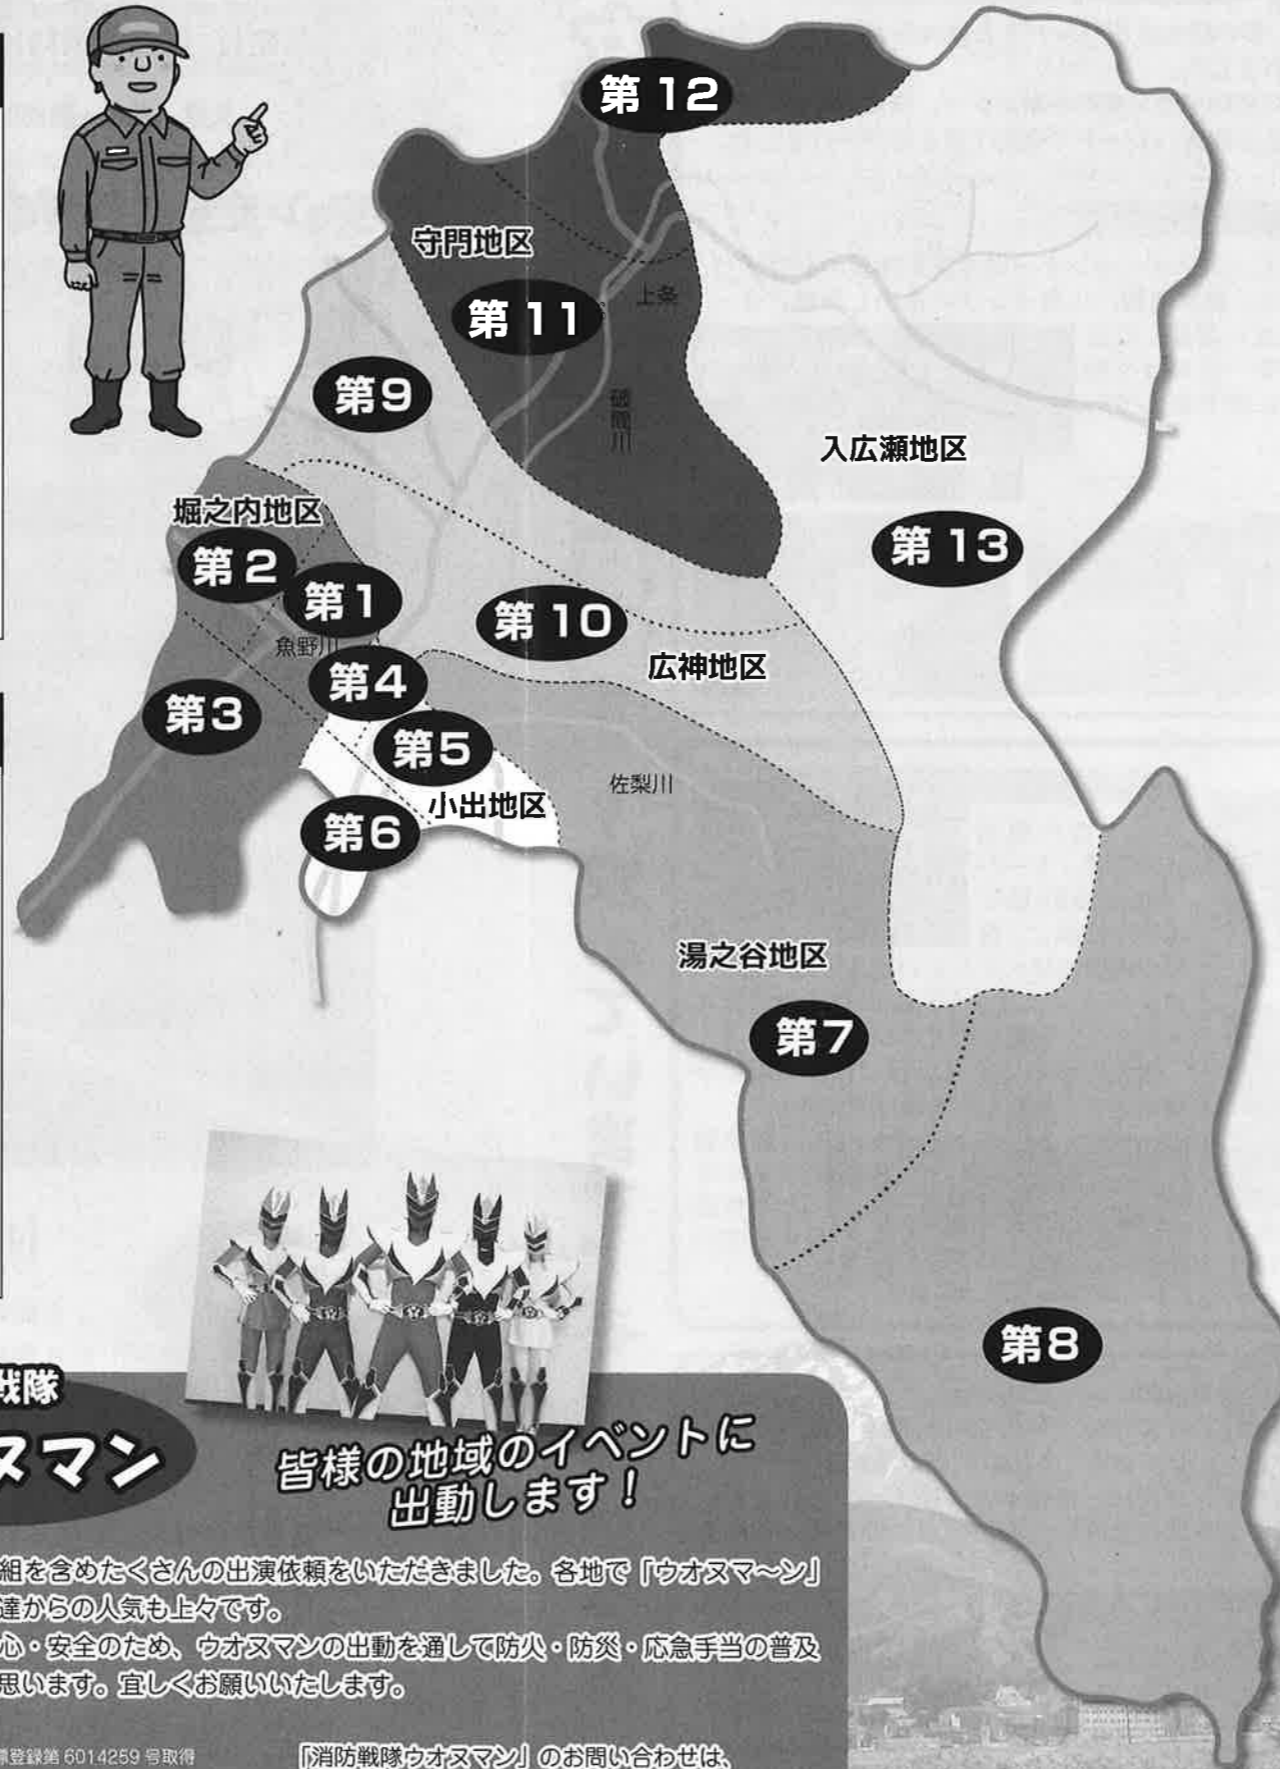 第12
守門地区
第11
上条
破間川
第9
入広瀬地区
第13
堀之内地区
第2
第1
第10
魚野川
広神地区
第4
第3
第5
佐梨川
小出地区
第6
湯之谷地区
第7
第8
戦隊
ヌマン
皆様の地域のイベントに
出動します！
組を含めたくさんの出演依頼をいただきました。各地で「ウオヌマ〜ン」
達からの人気も上々です。
心・安全のため、ウオヌマンの出動を通して防火・防災・応急手当の普及
思います。宜しくお願いいたします。
標登録第6014259号取得
「消防戦隊ウオヌマン」のお問い合わせは、